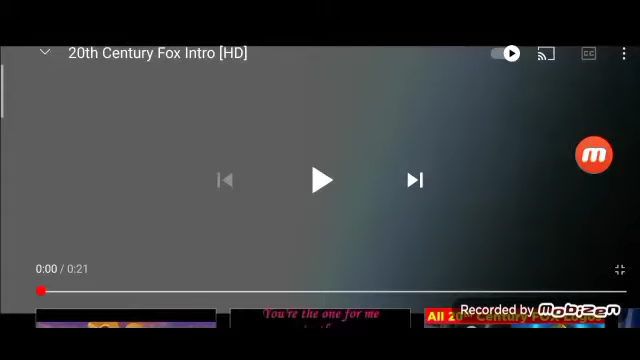 20th Century Fox Intro [HD]
CC
m
0:00 / 0:21
Recorded by MOBIZEN
You're the one for me
All 20th Century FOX Logos